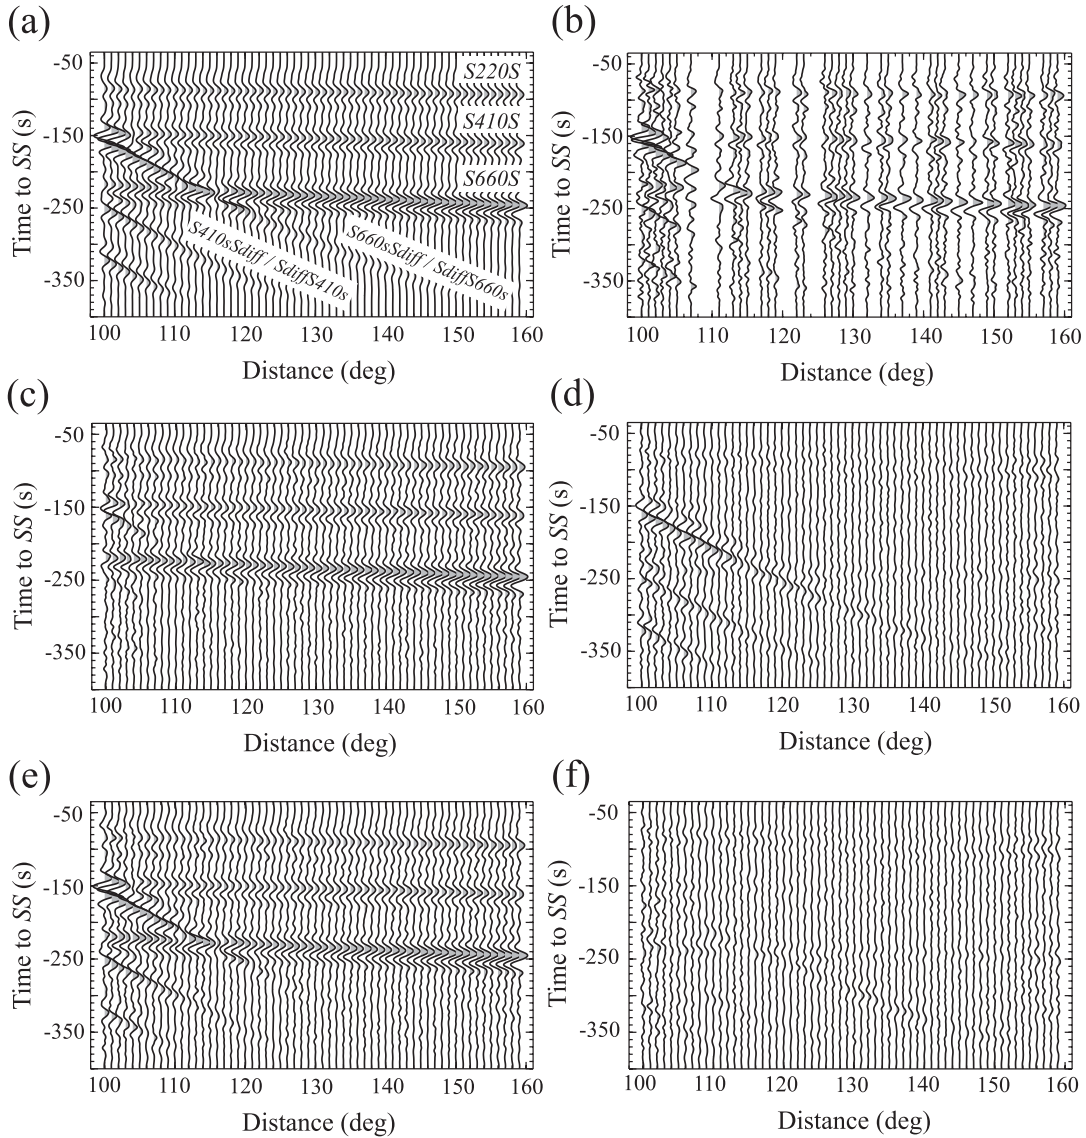 (a)
-50
-150
-250
-350
Time to SS (s)
S220S
S410S
S660S
S410sSdiff / SdiffS410s
S660sSdiff / SdiffS660s
100 110 120 130 140 150 160
Distance (deg)
(b)
-50
-150
-250
-350
Time to SS (s)
100 110 120 130 140 150 160
Distance (deg)
(c)
-50
-150
-250
-350
Time to SS (s)
100 110 120 130 140 150 160
Distance (deg)
(d)
-50
-150
-250
-350
Time to SS (s)
100 110 120 130 140 150 160
Distance (deg)
(e)
-50
-150
-250
-350
Time to SS (s)
100 110 120 130 140 150 160
Distance (deg)
(f)
-50
-150
-250
-350
Time to SS (s)
100 110 120 130 140 150 160
Distance (deg)